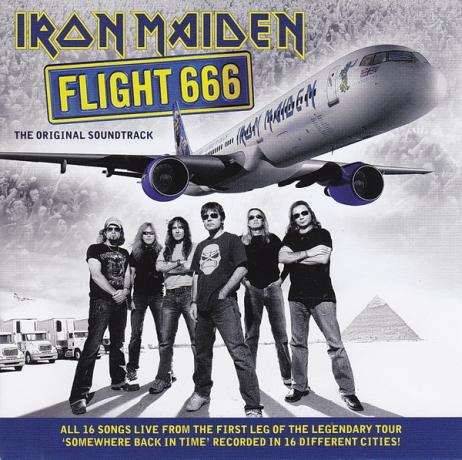 IRON MAIDEN
FLIGHT 666
THE ORIGINAL SOUNDTRACK
IRON MAIDEN
ALL 16 SONGS LIVE FROM THE FIRST LEG OF THE LEGENDARY TOUR
‘SOMEWHERE BACK IN TIME’ RECORDED IN 16 DIFFERENT CITIES!